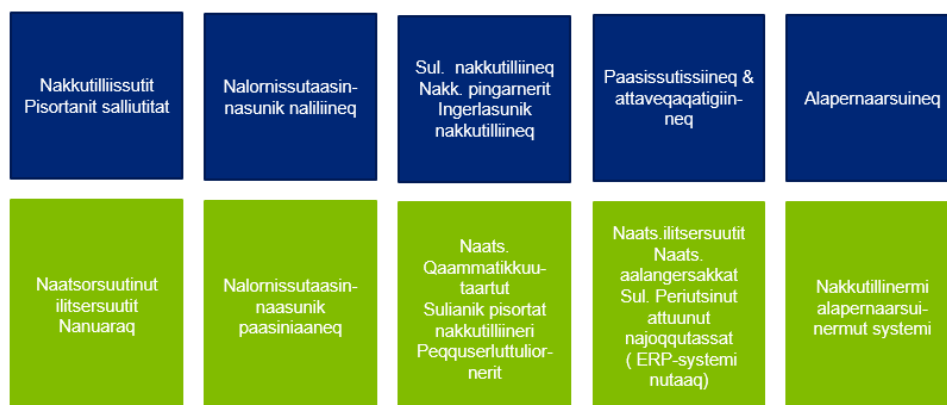 Nakkutilliissutit
Pisortanit salliutitat
Nalornissutaasin-
nasunik naliliineq
Sul. nakkutilliineq
Nakk. pingarnerit
Ingerlasunik
nakkutilliineq
Paasissutissiineq &
attaveqaqatigiin-
neq
Alapernaarsuineq
Naatsorsuutinut
ilitsersuutit
Nanuaraq
Nalornissutaasin-
naasunik
paasiniaaneq
Naats.
Qaammatikkuu-
taartut
Sulianik pisortat
nakkutilliineri
Peqquserluttulior-
nerit
Naats.ilitsersuutit
Naats.
aalangersakkat
Sul. Periutsinut
attuunut
najoqqutassat
( ERP-systemi
nutaaq)
Nakkutillinermi
alapernaarsui-
nermut systemi